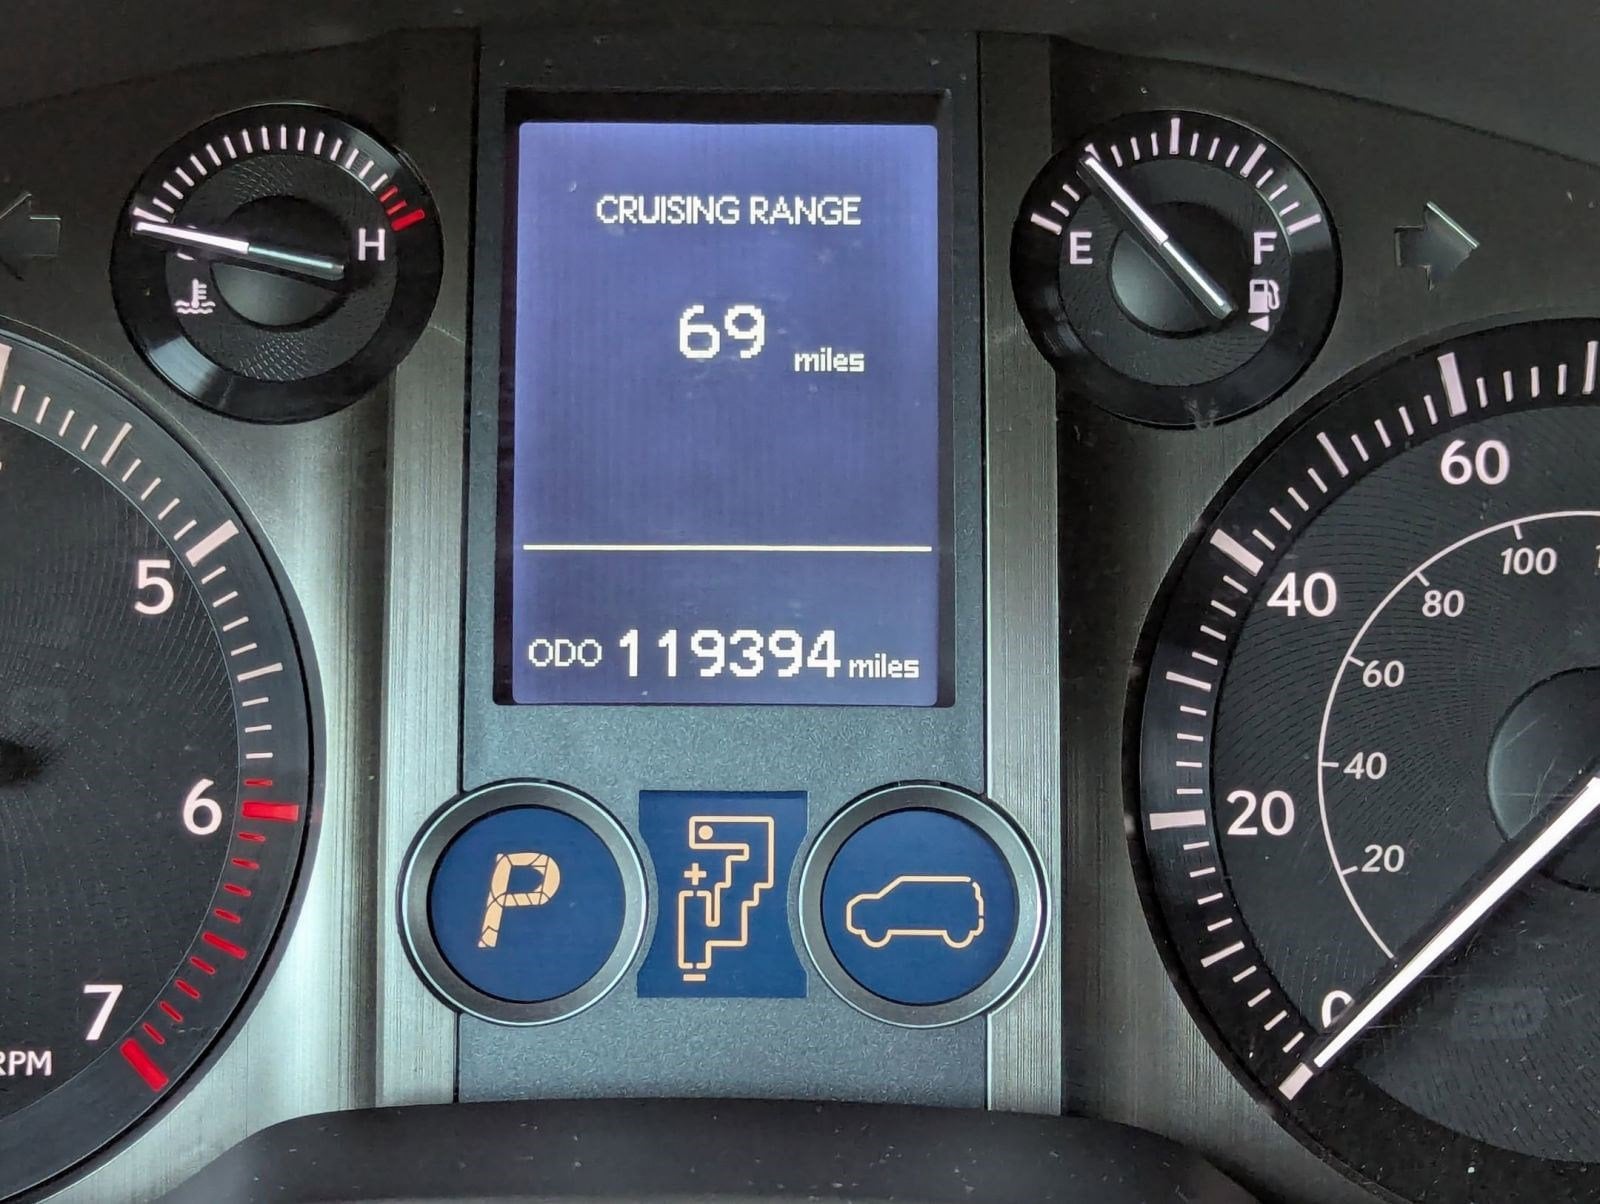 CRUISING RANGE
69 miles
ODO 119394 miles
H
E F
5
6
7
RPM
60
40
20
0
100
80
60
40
20
P
+
-